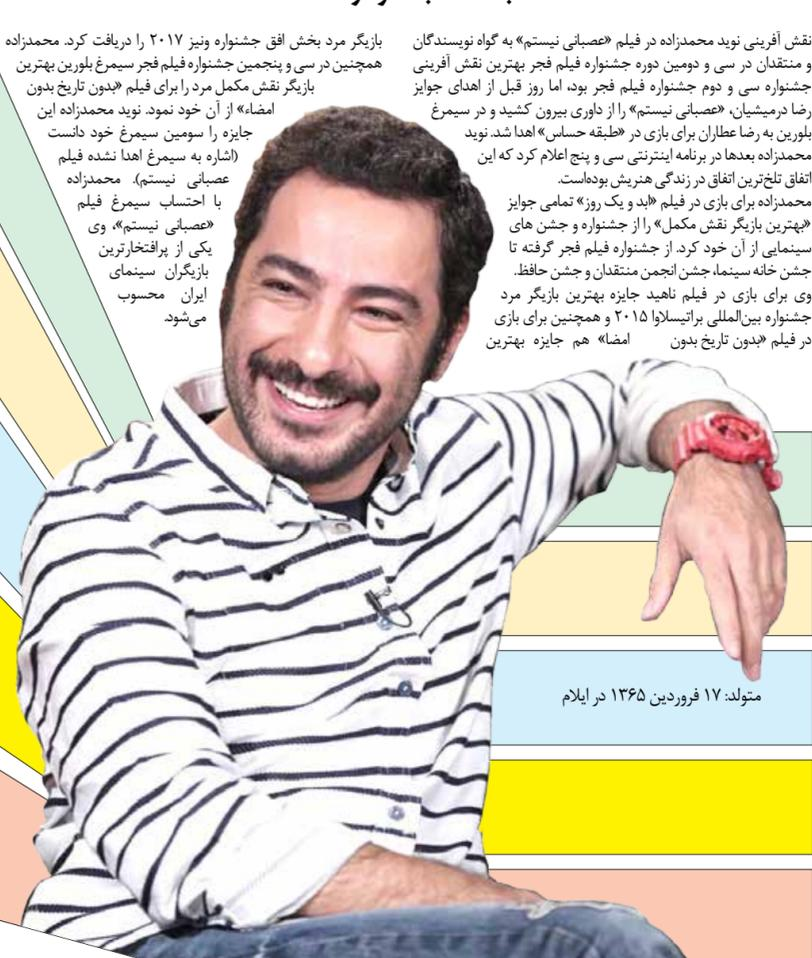 نقش آفرینی نوید محمدزاده در فیلم «عصبانی نیستم» به گواه نویسندگان
و منتقدان در سی و دومین دوره جشنواره فیلم فجر بهترین نقش آفرینی
جشنواره سی و دوم جشنواره فیلم فجر بود، اما روز قبل از اهدای جوایز
رضا درمیشیان، «عصبانی نیستم» را از داوری بیرون کشید و در سیمرغ
بلورین به رضا عطاران برای بازی در «طبقه حساس» اهدا شد. نوید
محمدزاده بعدها در برنامه اینترنتی سی و پنج اعلام کرد که این
اتفاق تلخ‌ترین اتفاق در زندگی هنریش بوده‌است.
محمدزاده برای بازی در فیلم «ابد و یک روز» تمامی جوایز
«بهترین بازیگر نقش مکمل» را از جشنواره و جشن های
سینمایی از آن خود کرد. از جشنواره فیلم فجر گرفته تا
جشن خانه سینما، جشن انجمن منتقدان و جشن حافظ.
وی برای بازی در فیلم ناهید جایزه بهترین بازیگر مرد
جشنواره بین‌المللی براتیسلاوا ۲۰۱۵ و همچنین برای بازی
در فیلم «بدون تاریخ بدون امضا» هم جایزه بهترین
بازیگر مرد بخش افق جشنواره ونیز ۲۰۱۷ را دریافت کرد. محمدزاده
همچنین در سی و پنجمین جشنواره فیلم فجر سیمرغ بلورین بهترین
بازیگر نقش مکمل مرد را برای فیلم «بدون تاریخ بدون
امضاء» از آن خود نمود. نوید محمدزاده این
جایزه را سومین سیمرغ خود دانست
(اشاره به سیمرغ اهدا نشده فیلم
عصبانی نیستم). محمدزاده
با احتساب سیمرغ فیلم
«عصبانی نیستم»، وی
یکی از پرافتخارترین
بازیگران سینمای
ایران محسوب
می‌شود.
متولد: ۱۷ فروردین ۱۳۶۵ در ایلام